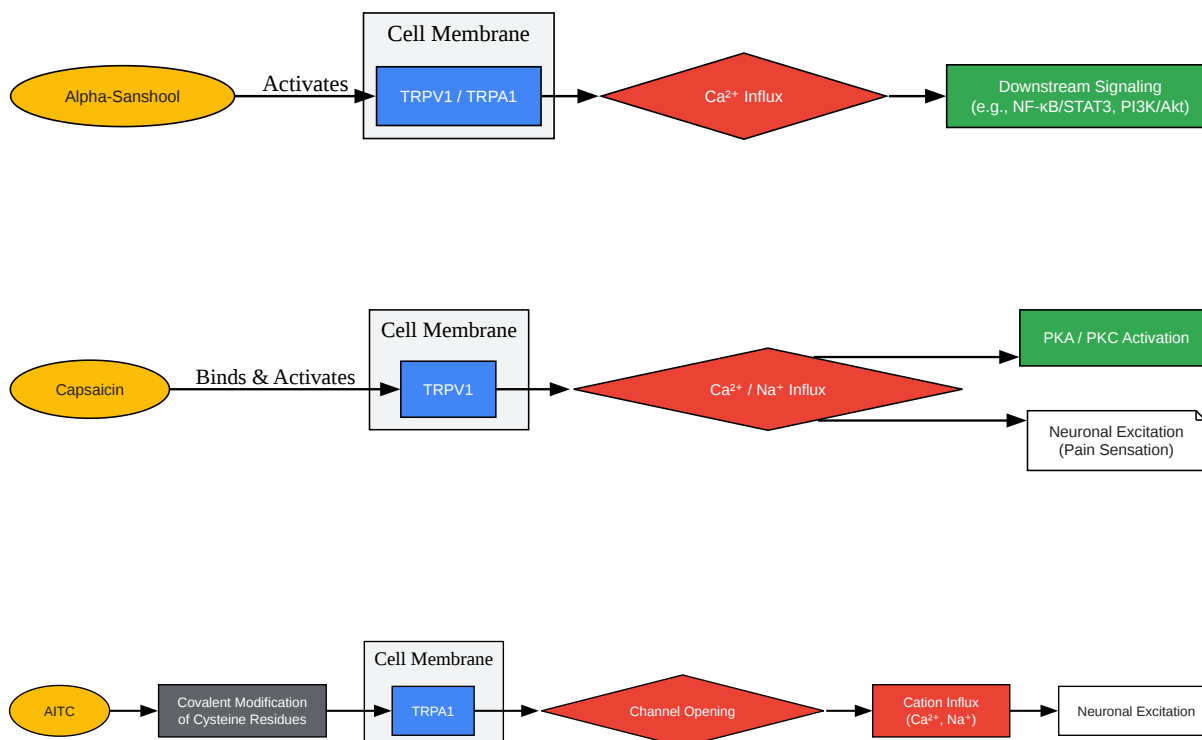 Cell Membrane
Alpha-Sanshool
Activates
TRPV1 / TRPA1
Ca²⁺ Influx
Downstream Signaling
(e.g., NF-κB/STAT3, PI3K/Akt)
Cell Membrane
Capsaicin
Binds & Activates
TRPV1
Ca²⁺ / Na⁺ Influx
PKA / PKC Activation
Neuronal Excitation
(Pain Sensation)
Cell Membrane
AITC
Covalent Modification
of Cysteine Residues
TRPA1
Channel Opening
Cation Influx
(Ca²⁺, Na⁺)
Neuronal Excitation